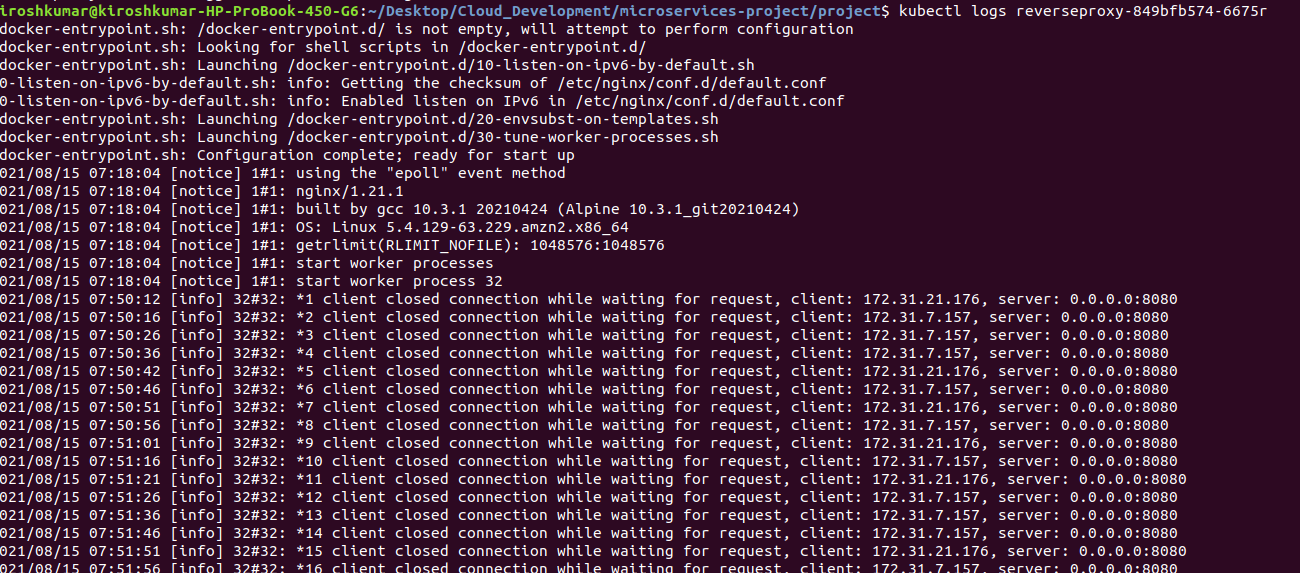 iroshkumar@kiroshkumar-HP-ProBook-450-G6:~/Desktop/Cloud_Development/microservices-project/project$ kubectl logs reverseproxy-849bfb574-6675r
docker-entrypoint.sh: /docker-entrypoint.d/ is not empty, will attempt to perform configuration
docker-entrypoint.sh: Looking for shell scripts in /docker-entrypoint.d/
docker-entrypoint.sh: Launching /docker-entrypoint.d/10-listen-on-ipv6-by-default.sh
0-listen-on-ipv6-by-default.sh: info: Getting the checksum of /etc/nginx/conf.d/default.conf
0-listen-on-ipv6-by-default.sh: info: Enabled listen on IPv6 in /etc/nginx/conf.d/default.conf
docker-entrypoint.sh: Launching /docker-entrypoint.d/20-envsubst-on-templates.sh
docker-entrypoint.sh: Launching /docker-entrypoint.d/30-tune-worker-processes.sh
docker-entrypoint.sh: Configuration complete; ready for start up
021/08/15 07:18:04 [notice] 1#1: using the "epoll" event method
021/08/15 07:18:04 [notice] 1#1: nginx/1.21.1
021/08/15 07:18:04 [notice] 1#1: built by gcc 10.3.1 20210424 (Alpine 10.3.1_git20210424)
021/08/15 07:18:04 [notice] 1#1: OS: Linux 5.4.129-63.229.amzn2.x86_64
021/08/15 07:18:04 [notice] 1#1: getrlimit(RLIMIT_NOFILE): 1048576:1048576
021/08/15 07:18:04 [notice] 1#1: start worker processes
021/08/15 07:18:04 [notice] 1#1: start worker process 32
021/08/15 07:50:12 [info] 32#32: *1 client closed connection while waiting for request, client: 172.31.21.176, server: 0.0.0.0:8080
021/08/15 07:50:16 [info] 32#32: *2 client closed connection while waiting for request, client: 172.31.7.157, server: 0.0.0.0:8080
021/08/15 07:50:26 [info] 32#32: *3 client closed connection while waiting for request, client: 172.31.7.157, server: 0.0.0.0:8080
021/08/15 07:50:36 [info] 32#32: *4 client closed connection while waiting for request, client: 172.31.7.157, server: 0.0.0.0:8080
021/08/15 07:50:42 [info] 32#32: *5 client closed connection while waiting for request, client: 172.31.21.176, server: 0.0.0.0:8080
021/08/15 07:50:46 [info] 32#32: *6 client closed connection while waiting for request, client: 172.31.7.157, server: 0.0.0.0:8080
021/08/15 07:50:51 [info] 32#32: *7 client closed connection while waiting for request, client: 172.31.21.176, server: 0.0.0.0:8080
021/08/15 07:50:56 [info] 32#32: *8 client closed connection while waiting for request, client: 172.31.7.157, server: 0.0.0.0:8080
021/08/15 07:51:01 [info] 32#32: *9 client closed connection while waiting for request, client: 172.31.21.176, server: 0.0.0.0:8080
021/08/15 07:51:16 [info] 32#32: *10 client closed connection while waiting for request, client: 172.31.7.157, server: 0.0.0.0:8080
021/08/15 07:51:21 [info] 32#32: *11 client closed connection while waiting for request, client: 172.31.21.176, server: 0.0.0.0:8080
021/08/15 07:51:26 [info] 32#32: *12 client closed connection while waiting for request, client: 172.31.7.157, server: 0.0.0.0:8080
021/08/15 07:51:36 [info] 32#32: *13 client closed connection while waiting for request, client: 172.31.7.157, server: 0.0.0.0:8080
021/08/15 07:51:46 [info] 32#32: *14 client closed connection while waiting for request, client: 172.31.7.157, server: 0.0.0.0:8080
021/08/15 07:51:51 [info] 32#32: *15 client closed connection while waiting for request, client: 172.31.21.176, server: 0.0.0.0:8080
021/08/15 07:51:56 [info] 32#32: *16 client closed connection while waiting for request, client: 172.31.7.157, server: 0.0.0.0:8080